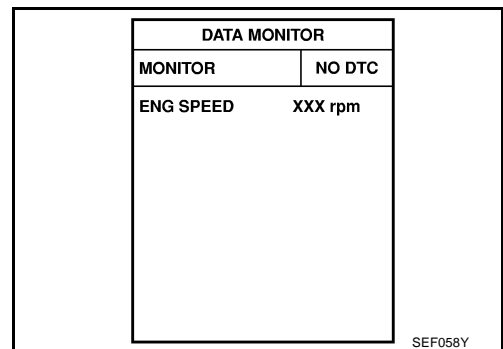 DATA MONITOR
MONITOR NO DTC
ENG SPEED XXX rpm
SEF058Y